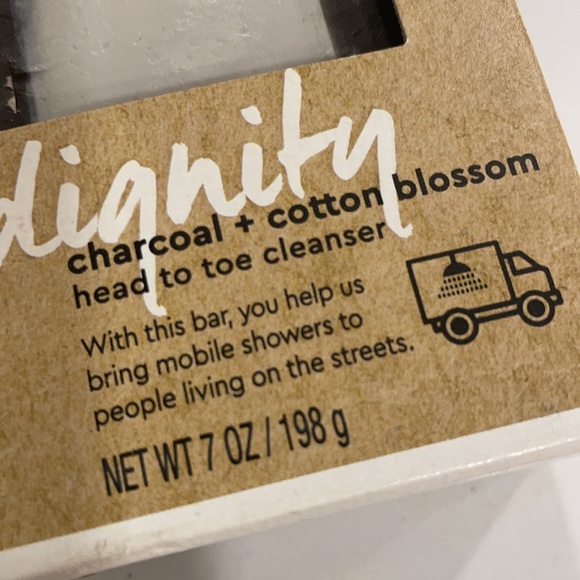 dignity
charcoal + cotton blossom
head to toe cleanser
With this bar, you help us
bring mobile showers to
people living on the streets.
NET WT 7 OZ / 198 g